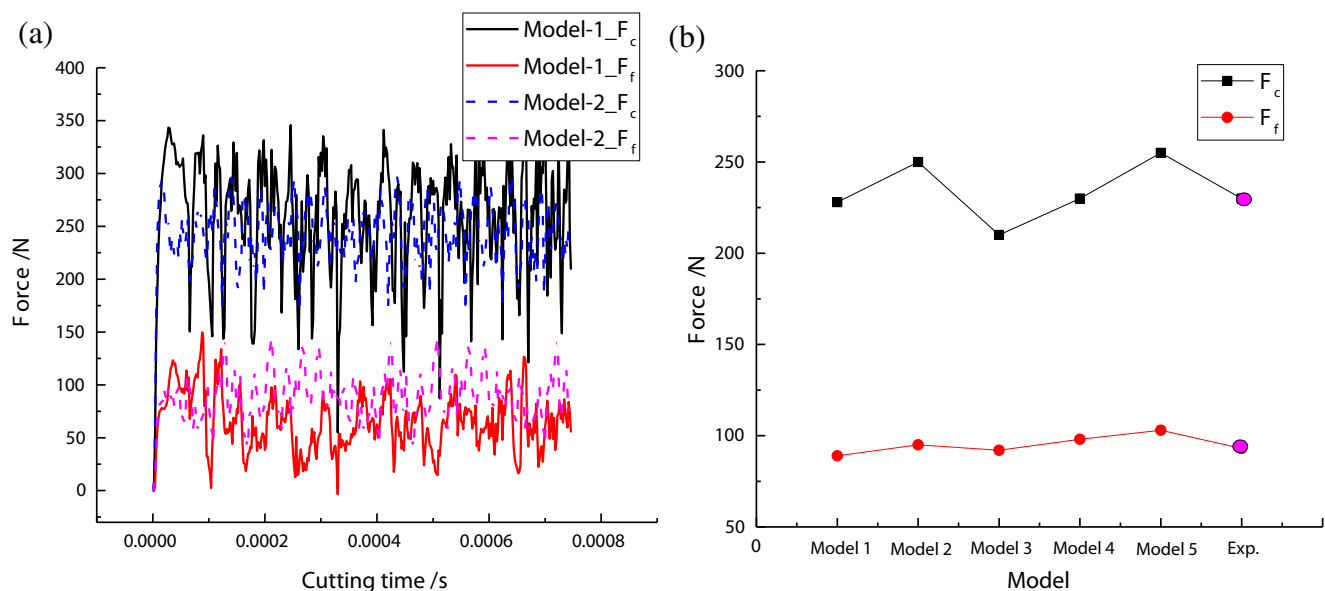 (a)
Model-1_Fc
Model-1_Ff
Model-2_Fc
Model-2_Ff
400
350
300
250
200
150
100
50
0
Force /N
0.0000 0.0002 0.0004 0.0006 0.0008
Cutting time /s
(b)
Fc
Ff
300
250
200
150
100
50
Force /N
0 Model 1 Model 2 Model 3 Model 4 Model 5 Exp.
Model